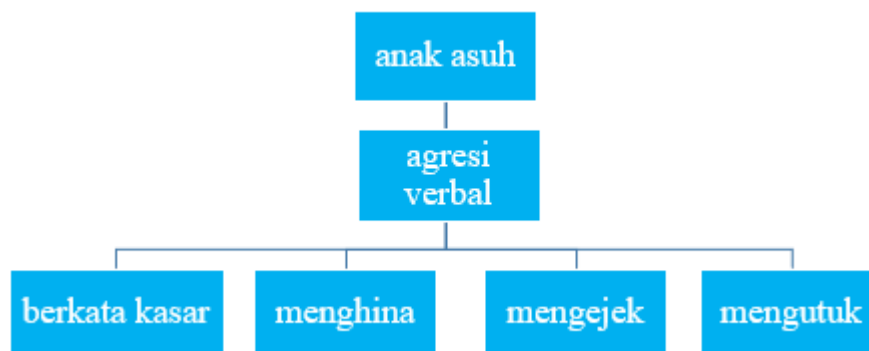 anak asuh
agresi
verbal
berkata kasar
menghina
mengejek
mengutuk